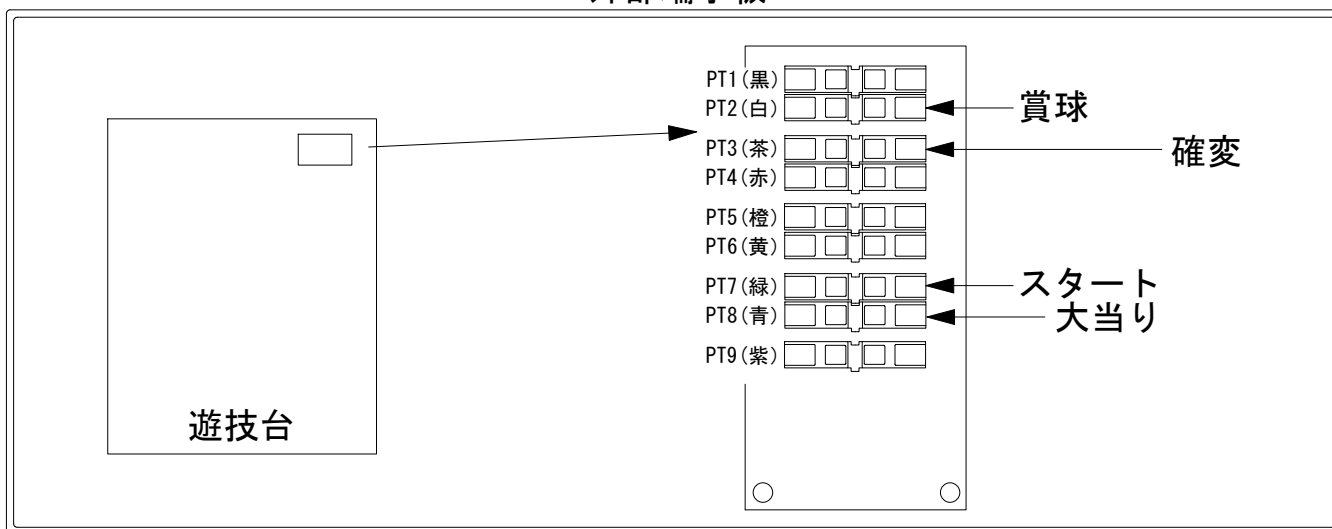 PT1(黒)
PT2(白)
賞球
PT3(茶)
確変
PT4(赤)
PT5(橙)
PT6(黄)
PT7(緑)
スタート
PT8(青)
大当り
PT9(紫)
遊技台